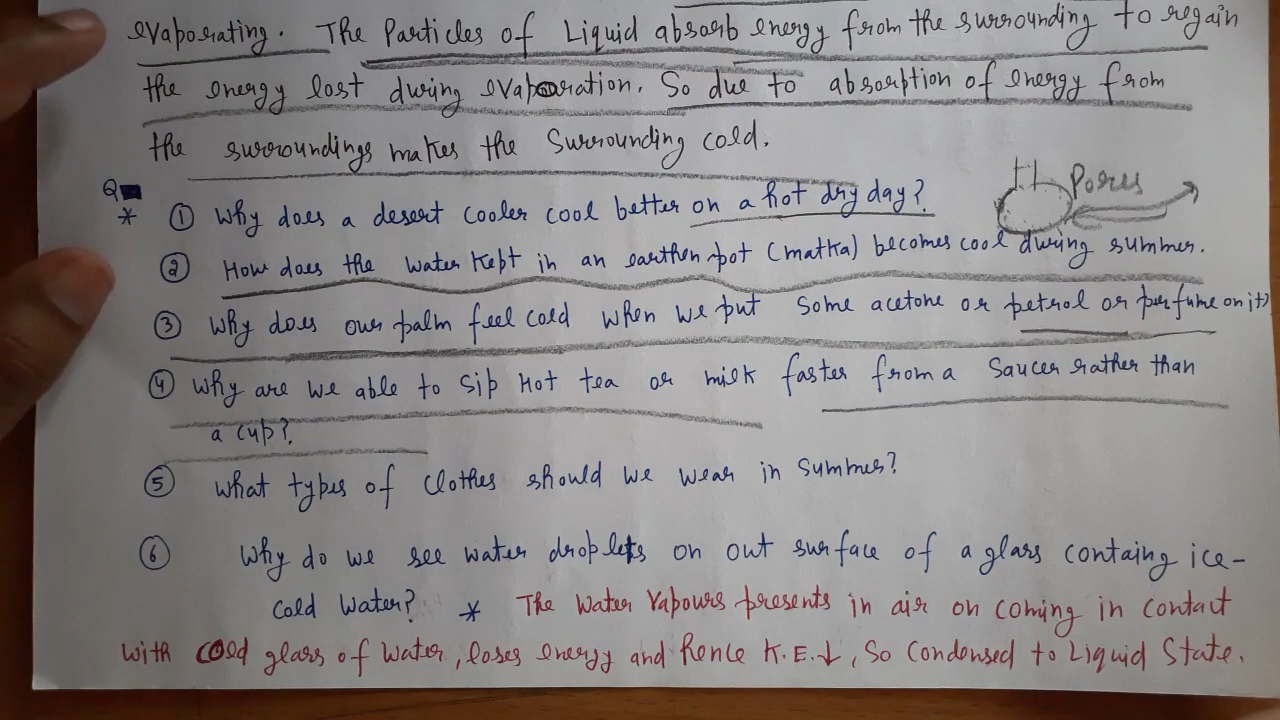 evaporating. The Particles of Liquid absorb energy from the surrounding to regain
the energy lost during evaporation. So due to absorption of energy from
the surroundings makes the Surrounding cold.
Q
* ① Why does a desert cooler cool better on a hot dry day?
Pores
② How does the water kept in an earthen pot (matka) becomes cool during summer.
③ Why does our palm feel cold when we put some acetone or petrol or perfume on it?
④ Why are we able to sip Hot tea or milk faster from a saucer rather than
a cup?
⑤ What types of clothes should we wear in summer?
⑥ Why do we see water droplets on out surface of a glass containg ice-
cold water? * The Water Vapours presents in air on coming in contact
with cold glass of water, loses energy and hence K.E.↓, So Condensed to Liquid State.